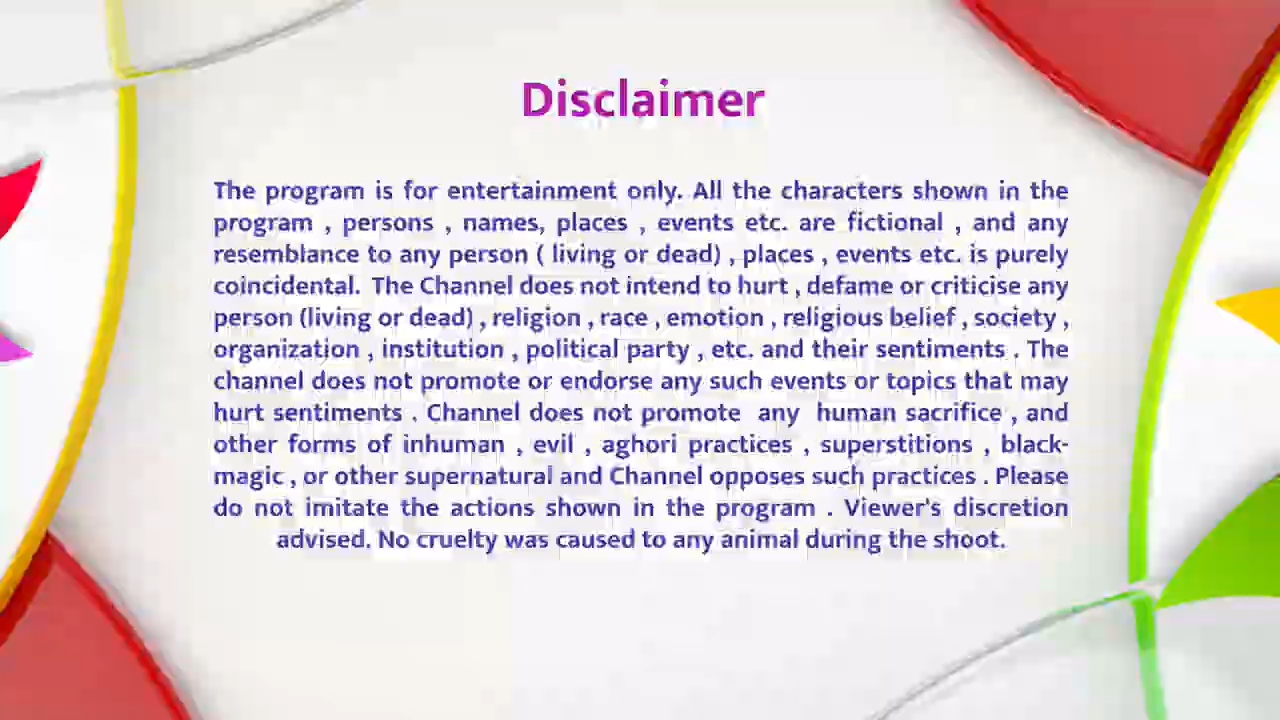 Disclaimer
The program is for entertainment only. All the characters shown in the
program , persons , names, places , events etc. are fictional , and any
resemblance to any person ( living or dead) , places , events etc. is purely
coincidental. The Channel does not intend to hurt , defame or criticise any
person (living or dead) , religion , race , emotion , religious belief , society ,
organization , institution , political party , etc. and their sentiments . The
channel does not promote or endorse any such events or topics that may
hurt sentiments . Channel does not promote any human sacrifice , and
other forms of inhuman , evil , aghori practices , superstitions , black-
magic , or other supernatural and Channel opposes such practices . Please
do not imitate the actions shown in the program . Viewer's discretion
advised. No cruelty was caused to any animal during the shoot.